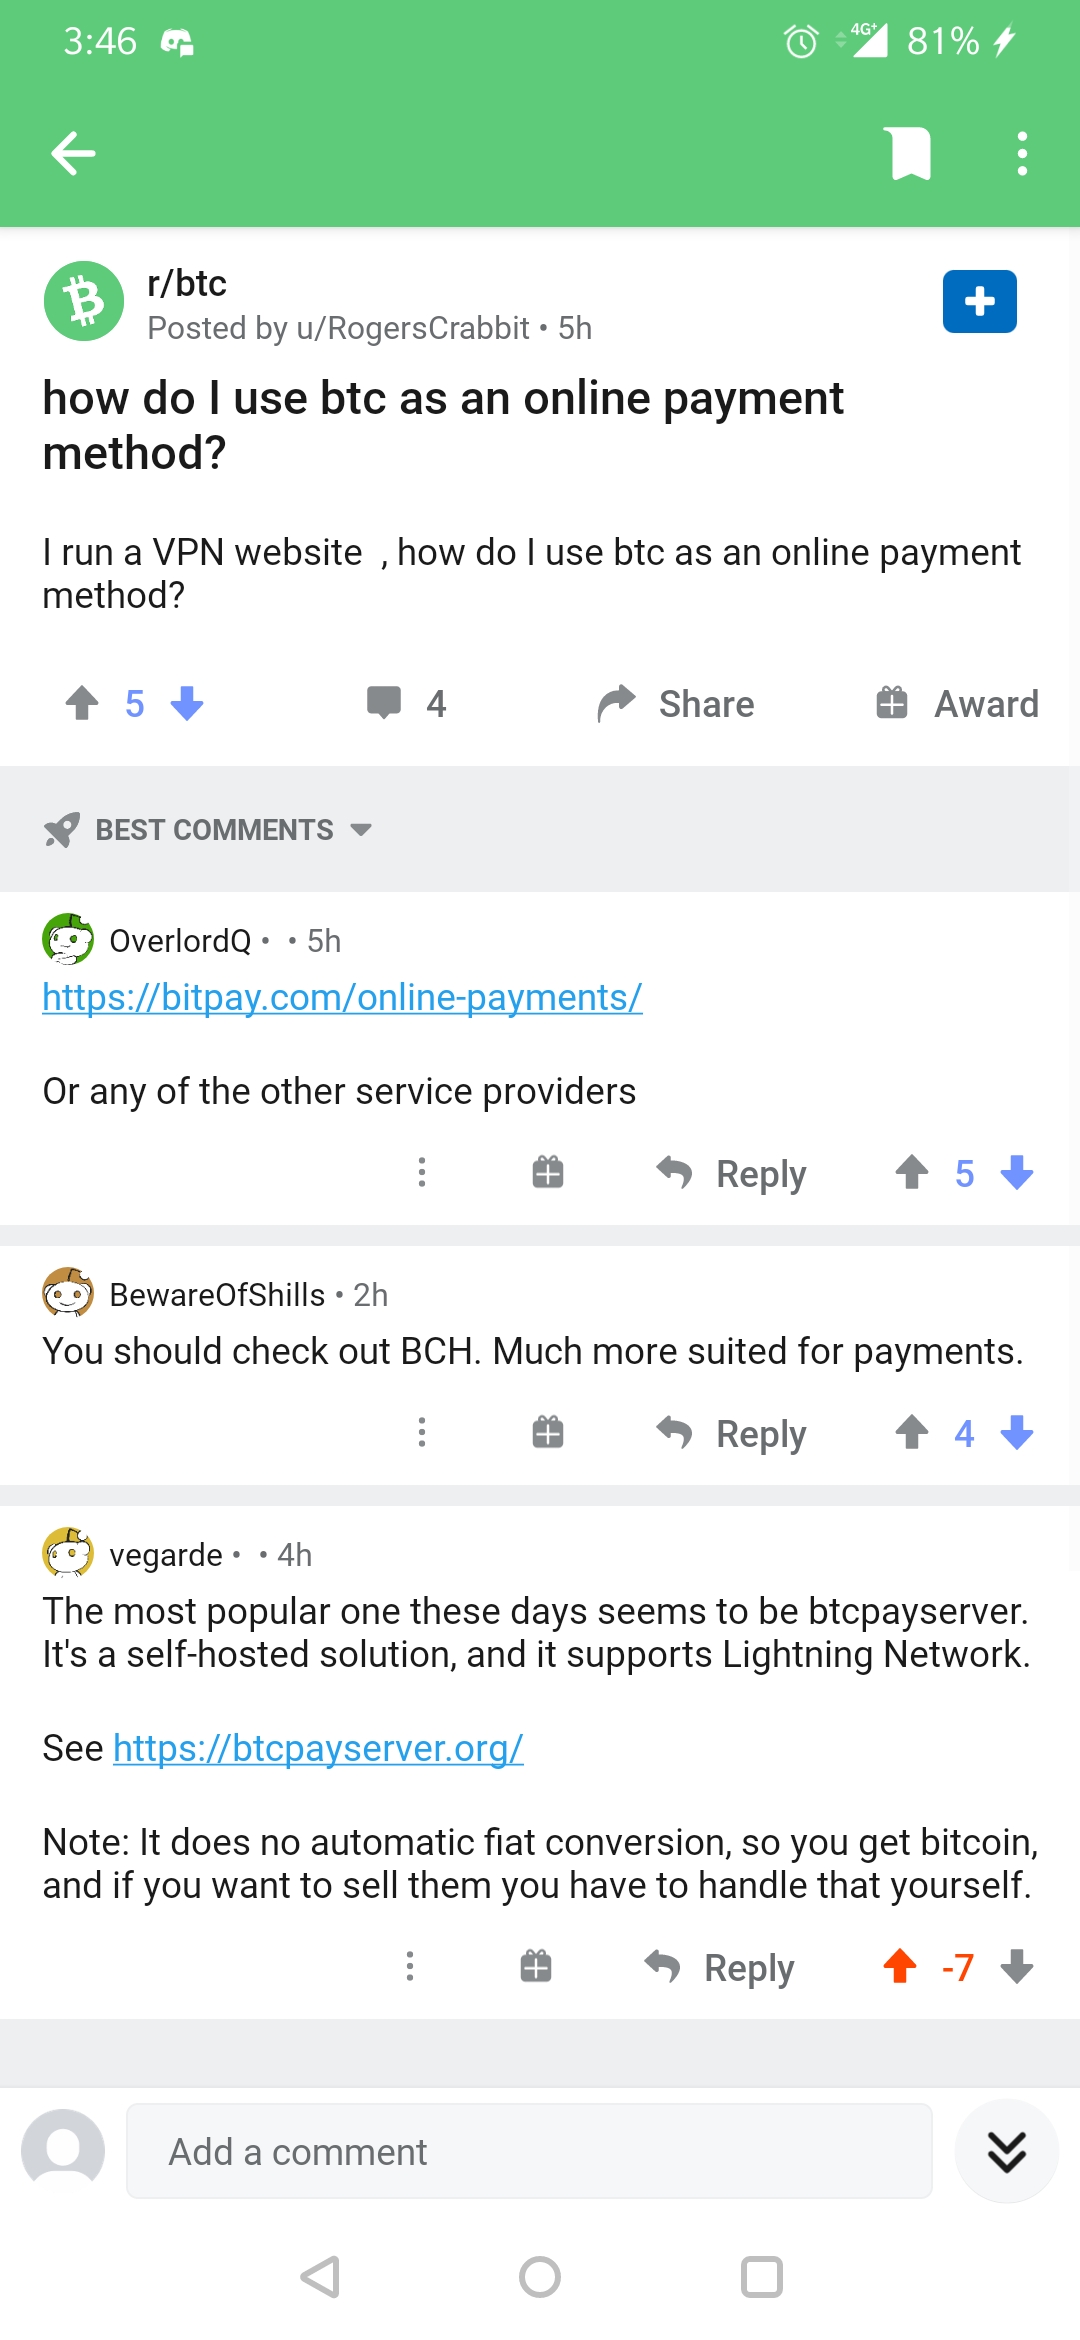 3:46
4G+ 81%
r/btc
Posted by u/RogersCrabbit • 5h
how do I use btc as an online payment
method?
I run a VPN website  , how do I use btc as an online payment
method?
5 4 Share Award
BEST COMMENTS
OverlordQ •  • 5h
https://bitpay.com/online-payments/
Or any of the other service providers
Reply 5
BewareOfShills • 2h
You should check out BCH. Much more suited for payments.
Reply 4
vegarde •  • 4h
The most popular one these days seems to be btcpayserver.
It's a self-hosted solution, and it supports Lightning Network.
See https://btcpayserver.org/
Note: It does no automatic fiat conversion, so you get bitcoin,
and if you want to sell them you have to handle that yourself.
Reply -7
Add a comment